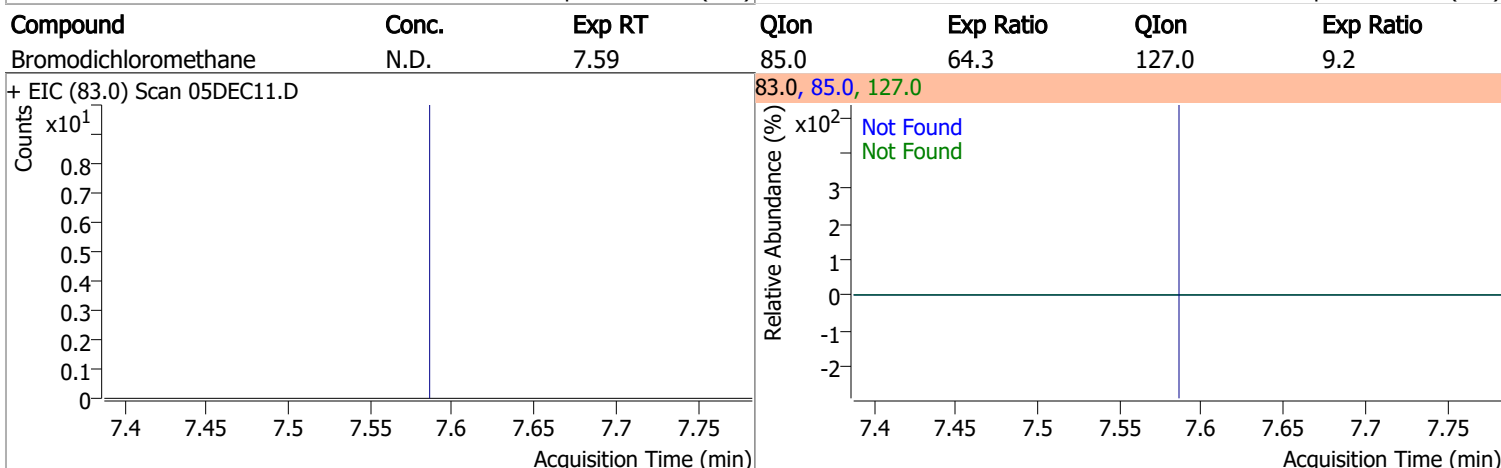 Compound Conc. Exp RT QIon Exp Ratio QIon Exp Ratio
Bromodichloromethane N.D. 7.59 85.0 64.3 127.0 9.2
+ EIC (83.0) Scan 05DEC11.D
Counts
x10¹
0.8
0.7
0.6
0.5
0.4
0.3
0.2
0.1
0
7.4 7.45 7.5 7.55 7.6 7.65 7.7 7.75
Acquisition Time (min)
83.0, 85.0, 127.0
Relative Abundance (%)
x10²
Not Found
Not Found
3
2
1
0
-1
-2
7.4 7.45 7.5 7.55 7.6 7.65 7.7 7.75
Acquisition Time (min)